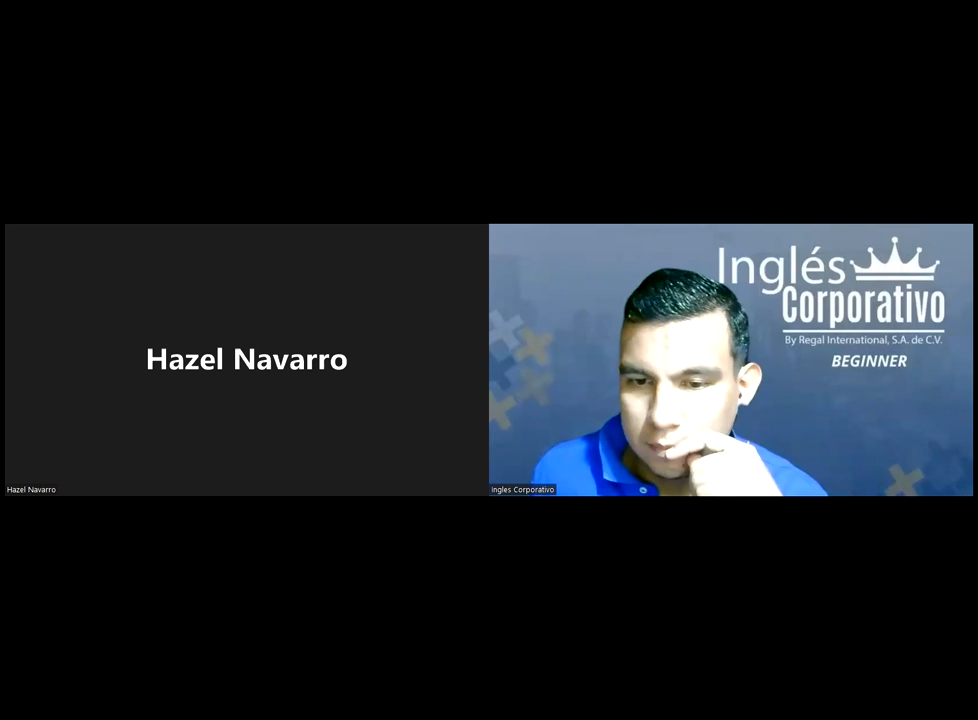 Hazel Navarro
Hazel Navarro
Inglés
Corporativo
By Regal International, S.A. de C.V.
BEGINNER
Ingles Corporativo